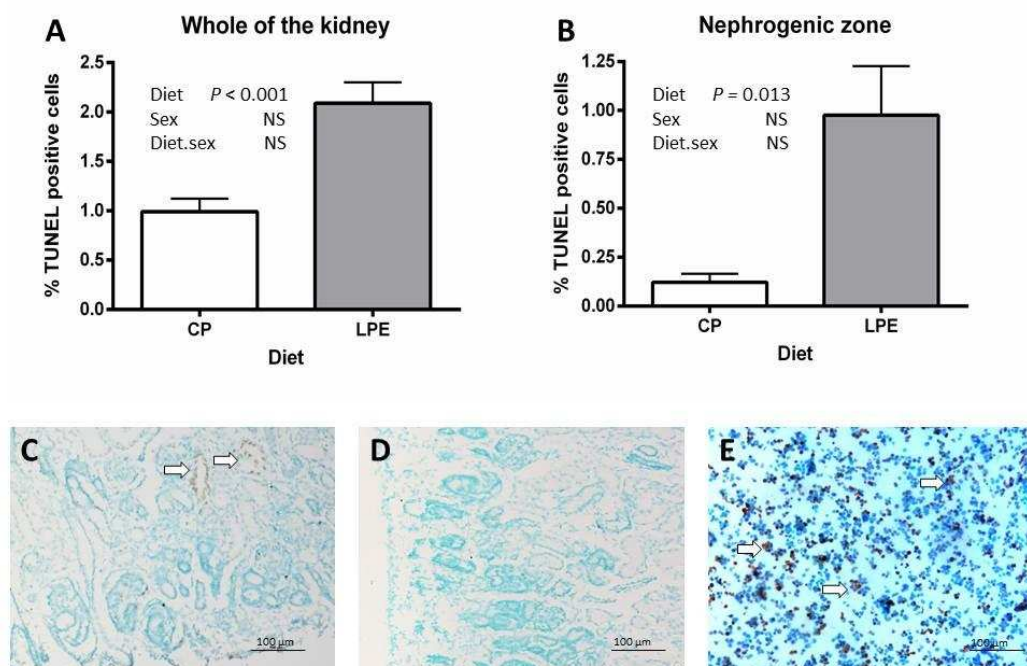 A
Whole of the kidney
% TUNEL positive cells
2.5
2.0
1.5
1.0
0.5
0.0
Diet P < 0.001
Sex NS
Diet.sex NS
CP LPE
Diet
B
Nephrogenic zone
% TUNEL positive cells
1.25
1.00
0.75
0.50
0.25
0.00
Diet P = 0.013
Sex NS
Diet.sex NS
CP LPE
Diet
C
100 µm
D
100 µm
E
100 µm